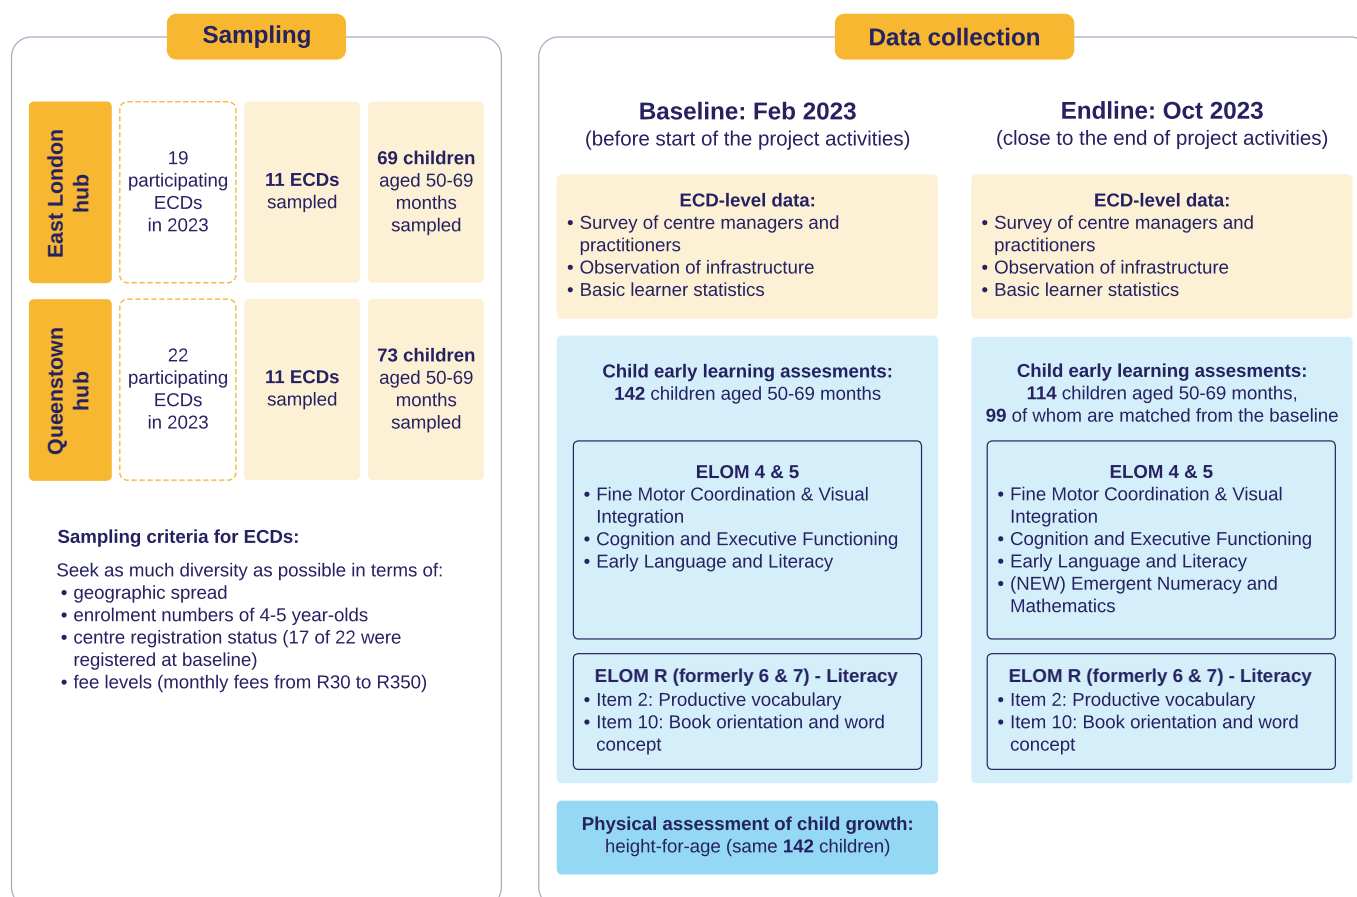 Sampling
East London
hub
19
participating
ECDs
in 2023
11 ECDs
sampled
69 children
aged 50-69
months
sampled
Queenstown
hub
22
participating
ECDs
in 2023
11 ECDs
sampled
73 children
aged 50-69
months
sampled
Sampling criteria for ECDs:
Seek as much diversity as possible in terms of:
• geographic spread
• enrolment numbers of 4-5 year-olds
• centre registration status (17 of 22 were
registered at baseline)
• fee levels (monthly fees from R30 to R350)
Data collection
Baseline: Feb 2023
(before start of the project activities)
ECD-level data:
• Survey of centre managers and
practitioners
• Observation of infrastructure
• Basic learner statistics
Child early learning assesments:
142 children aged 50-69 months
ELOM 4 & 5
• Fine Motor Coordination & Visual
Integration
• Cognition and Executive Functioning
• Early Language and Literacy
ELOM R (formerly 6 & 7) - Literacy
• Item 2: Productive vocabulary
• Item 10: Book orientation and word
concept
Physical assessment of child growth:
height-for-age (same 142 children)
Endline: Oct 2023
(close to the end of project activities)
ECD-level data:
• Survey of centre managers and
practitioners
• Observation of infrastructure
• Basic learner statistics
Child early learning assesments:
114 children aged 50-69 months,
99 of whom are matched from the baseline
ELOM 4 & 5
• Fine Motor Coordination & Visual
Integration
• Cognition and Executive Functioning
• Early Language and Literacy
• (NEW) Emergent Numeracy and
Mathematics
ELOM R (formerly 6 & 7) - Literacy
• Item 2: Productive vocabulary
• Item 10: Book orientation and word
concept